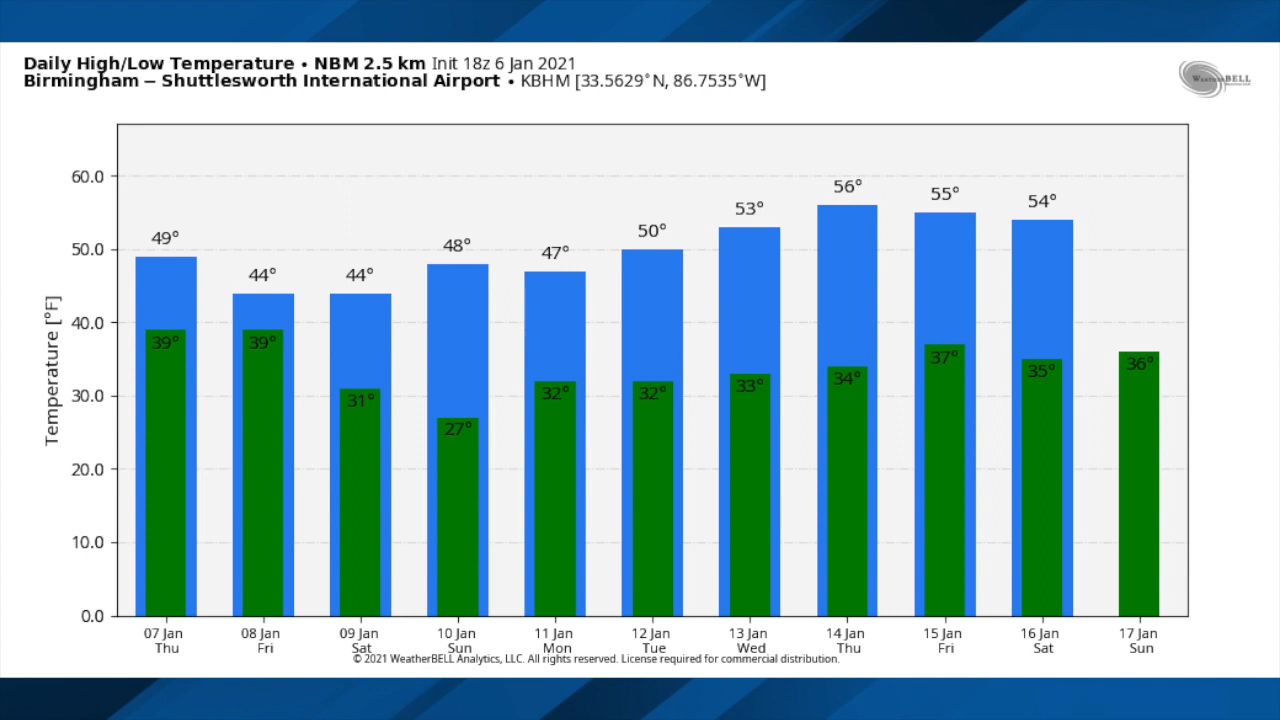 Daily High/Low Temperature • NBM 2.5 km Init 18z 6 Jan 2021
Birmingham – Shuttlesworth International Airport • KBHM [33.5629°N, 86.7535°W]
WeatherBELL
Temperature [°F]
60.0
50.0
40.0
30.0
20.0
10.0
0.0
49° 44° 44° 48° 47° 50° 53° 56° 55° 54°
39° 39° 31° 27° 32° 32° 33° 34° 37° 35° 36°
07 Jan 08 Jan 09 Jan 10 Jan 11 Jan 12 Jan 13 Jan 14 Jan 15 Jan 16 Jan 17 Jan
Thu Fri Sat Sun Mon Tue Wed Thu Fri Sat Sun
© 2021 WeatherBELL Analytics, LLC. All rights reserved. License required for commercial distribution.